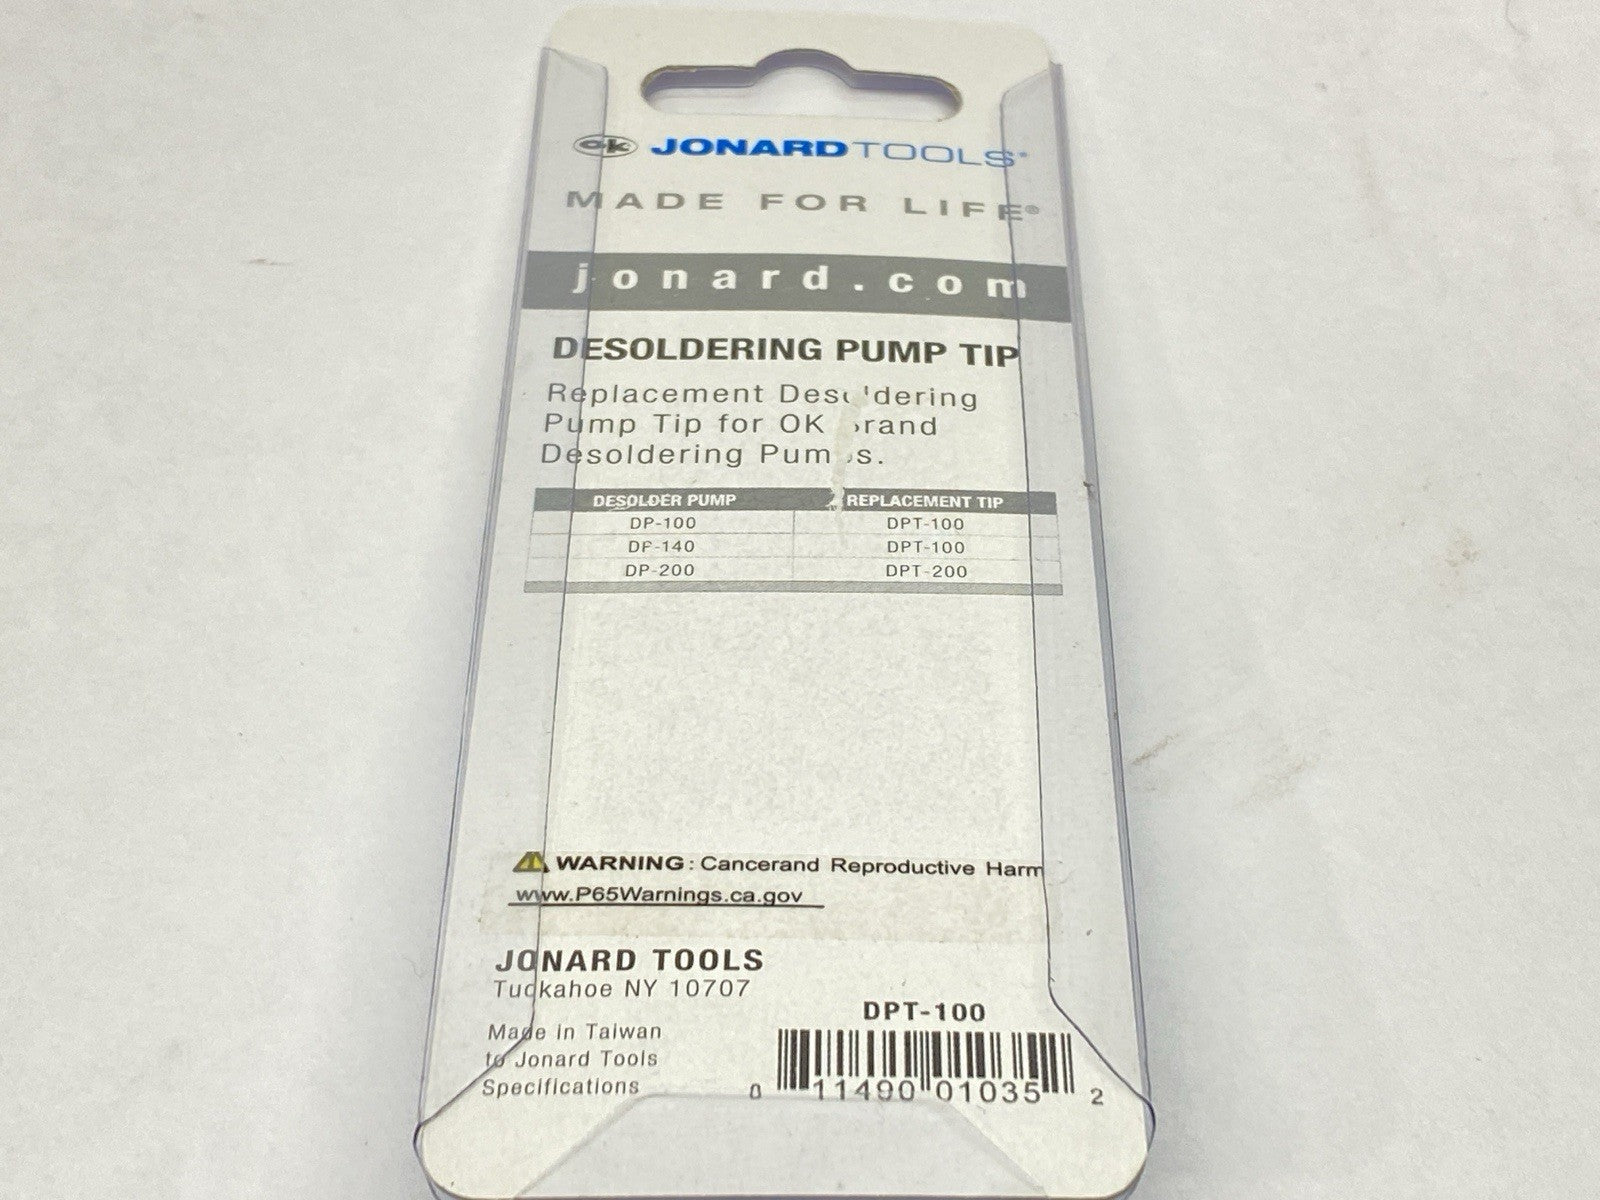 ok JONARD TOOLS®
MADE FOR LIFE®
jonard.com
DESOLDERING PUMP TIP
Replacement Desoldering
Pump Tip for OK Brand
Desoldering Pumps.
DESOLDER PUMP REPLACEMENT TIP
DP-100 DPT-100
DP-140 DPT-100
DP-200 DPT-200
WARNING: Cancerand Reproductive Harm
www.P65Warnings.ca.gov
JONARD TOOLS
Tuckahoe NY 10707
Made in Taiwan
to Jonard Tools
Specifications
DPT-100
0 11490 01035 2